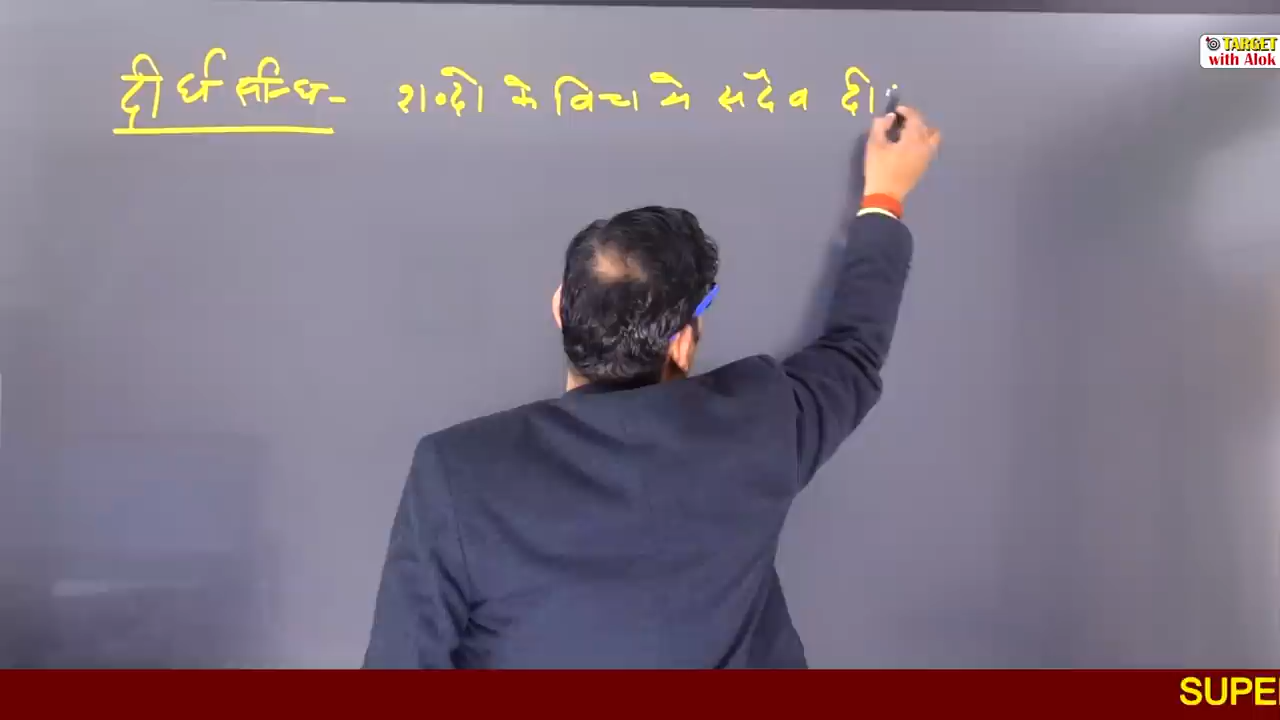 दीर्घ सन्धि- शब्दो के बिच मे सदैव दी
TARGET
with Alok
SUPE